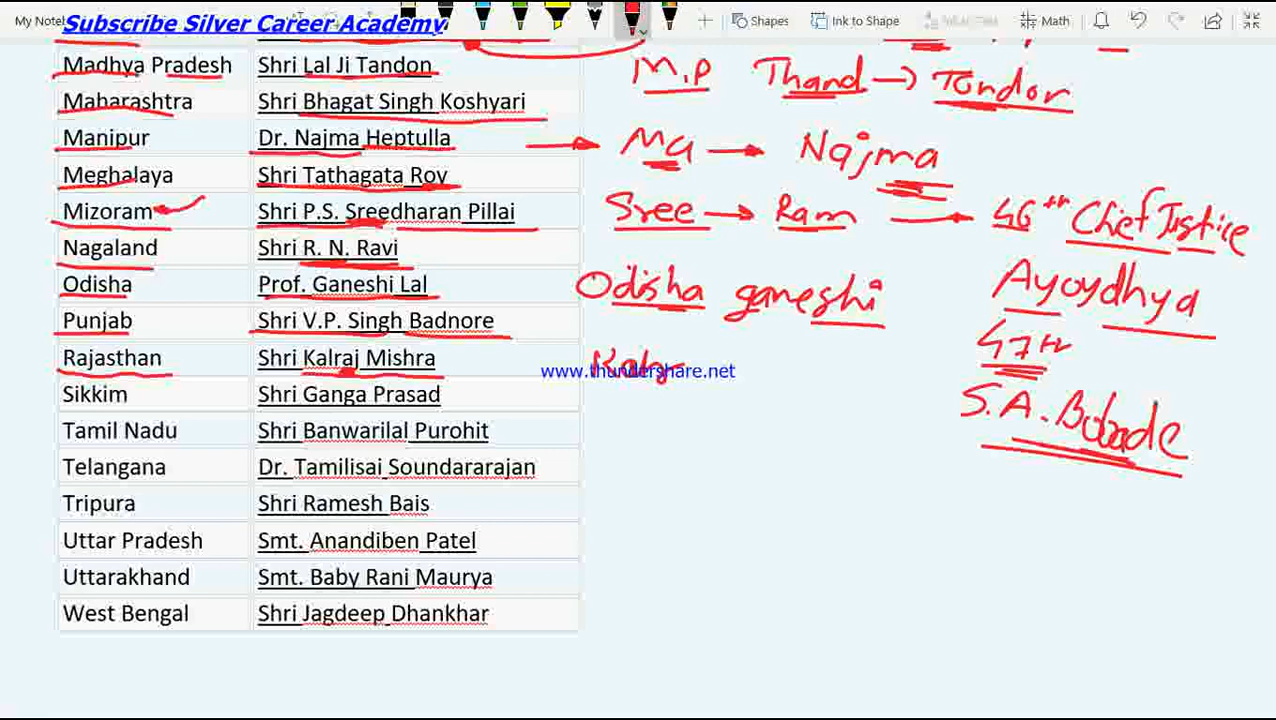 My Note
Subscribe Silver Career Academy
Shapes
Ink to Shape
Math
Madhya Pradesh Shri Lal Ji Tandon
M.P Thand → Tandon
Maharashtra Shri Bhagat Singh Koshyari
Manipur Dr. Najma Heptulla
Ma → Najma
Meghalaya Shri Tathagata Roy
Mizoram Shri P.S. Sreedharan Pillai
Sree → Ram → 46th Chief Justice
Nagaland Shri R. N. Ravi
Ayoydhya
Odisha Prof. Ganeshi Lal
Odisha ganeshi
Punjab Shri V.P. Singh Badnore
47th
Rajasthan Shri Kalraj Mishra
www.thundershare.net
Sikkim Shri Ganga Prasad
S.A. Bobade
Tamil Nadu Shri Banwarilal Purohit
Telangana Dr. Tamilisai Soundararajan
Tripura Shri Ramesh Bais
Uttar Pradesh Smt. Anandiben Patel
Uttarakhand Smt. Baby Rani Maurya
West Bengal Shri Jagdeep Dhankhar